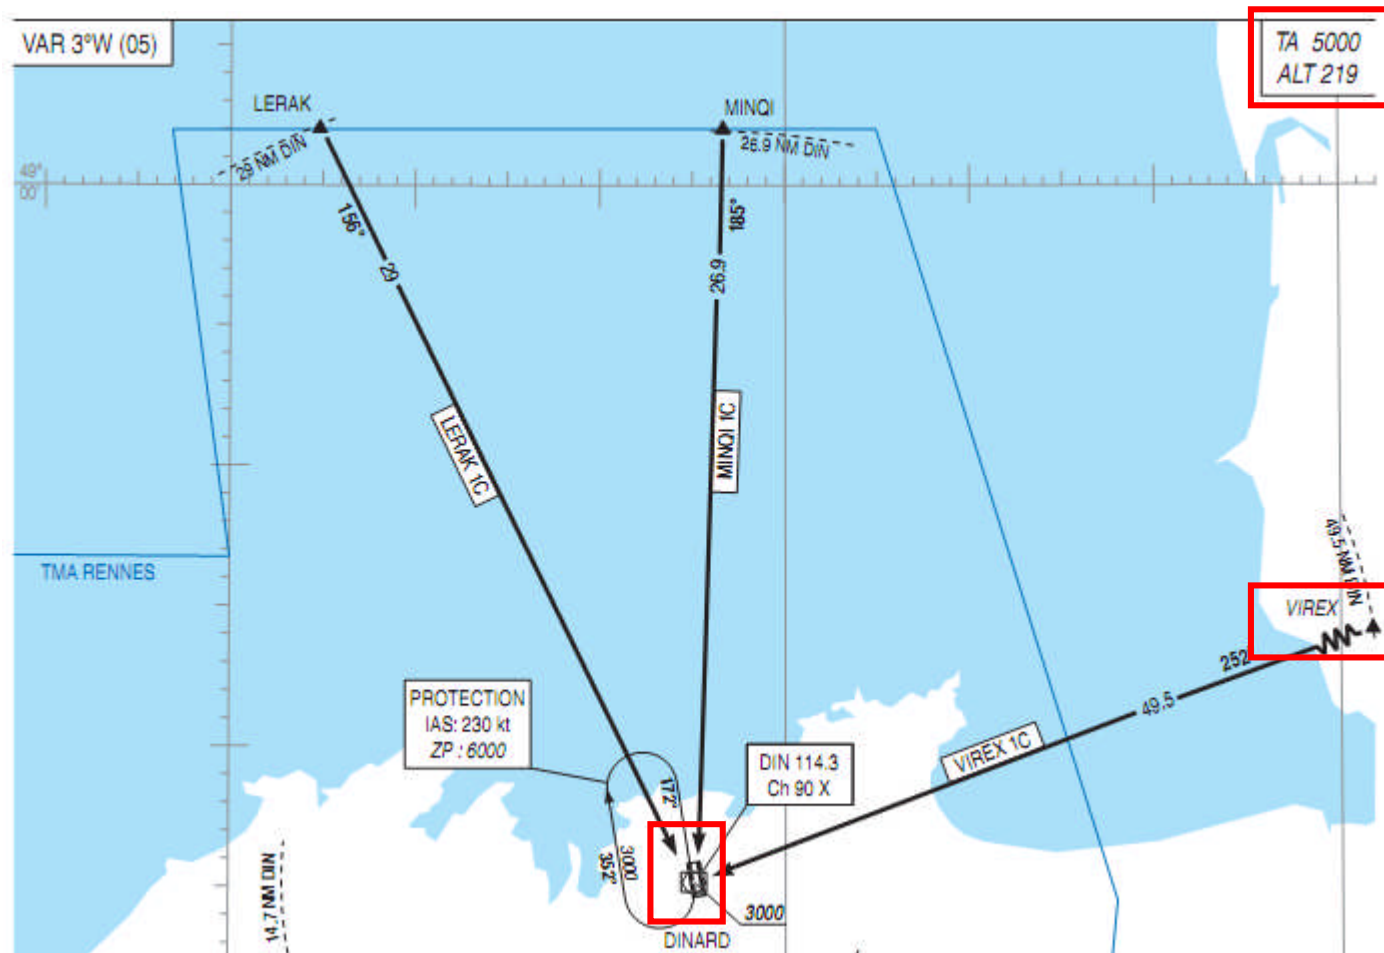 VAR 3°W (05)
TA 5000
ALT 219
LERAK
MINQI
29 NM DIN
26.9 NM DIN
49°
00'
156°
185°
29
26.9
LERAK 1C
MINQI 1C
49.5 NM DIN
TMA RENNES
VIREX
252
49.5
PROTECTION
IAS: 230 kt
ZP : 6000
VIREX 1C
DIN 114.3
Ch 90 X
172°
3000
352°
14.7 NM DIN
3000
DINARD